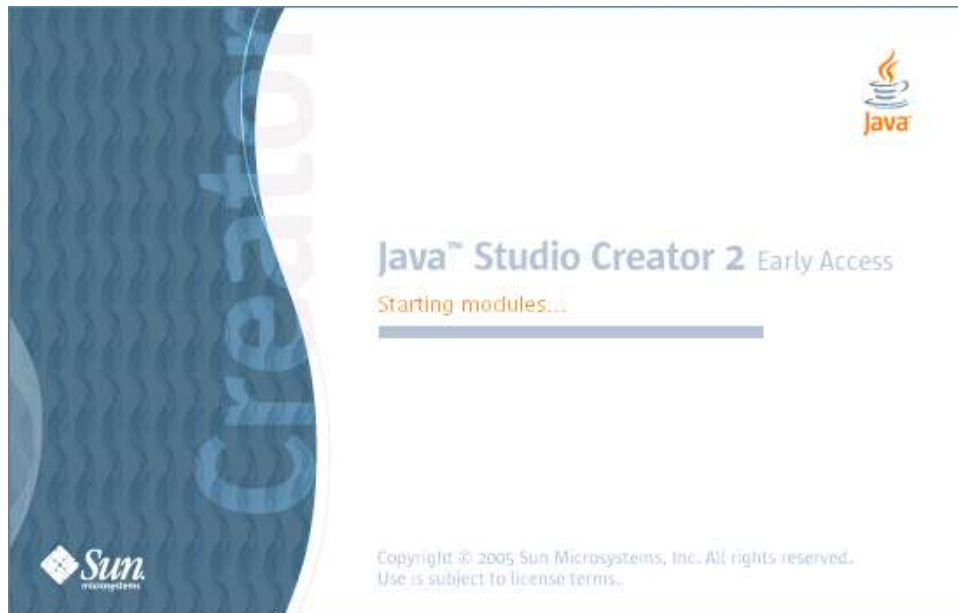 Creator
Java
Java™ Studio Creator 2 Early Access
Starting modules...
Sun
microsystems
Copyright © 2005 Sun Microsystems, Inc. All rights reserved.
Use is subject to license terms.